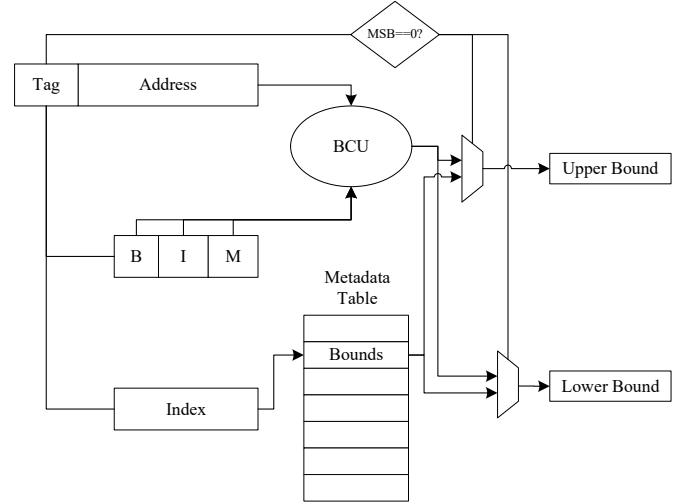 MSB==0?
Tag
Address
BCU
Upper Bound
B
I
M
Metadata
Table
Bounds
Lower Bound
Index